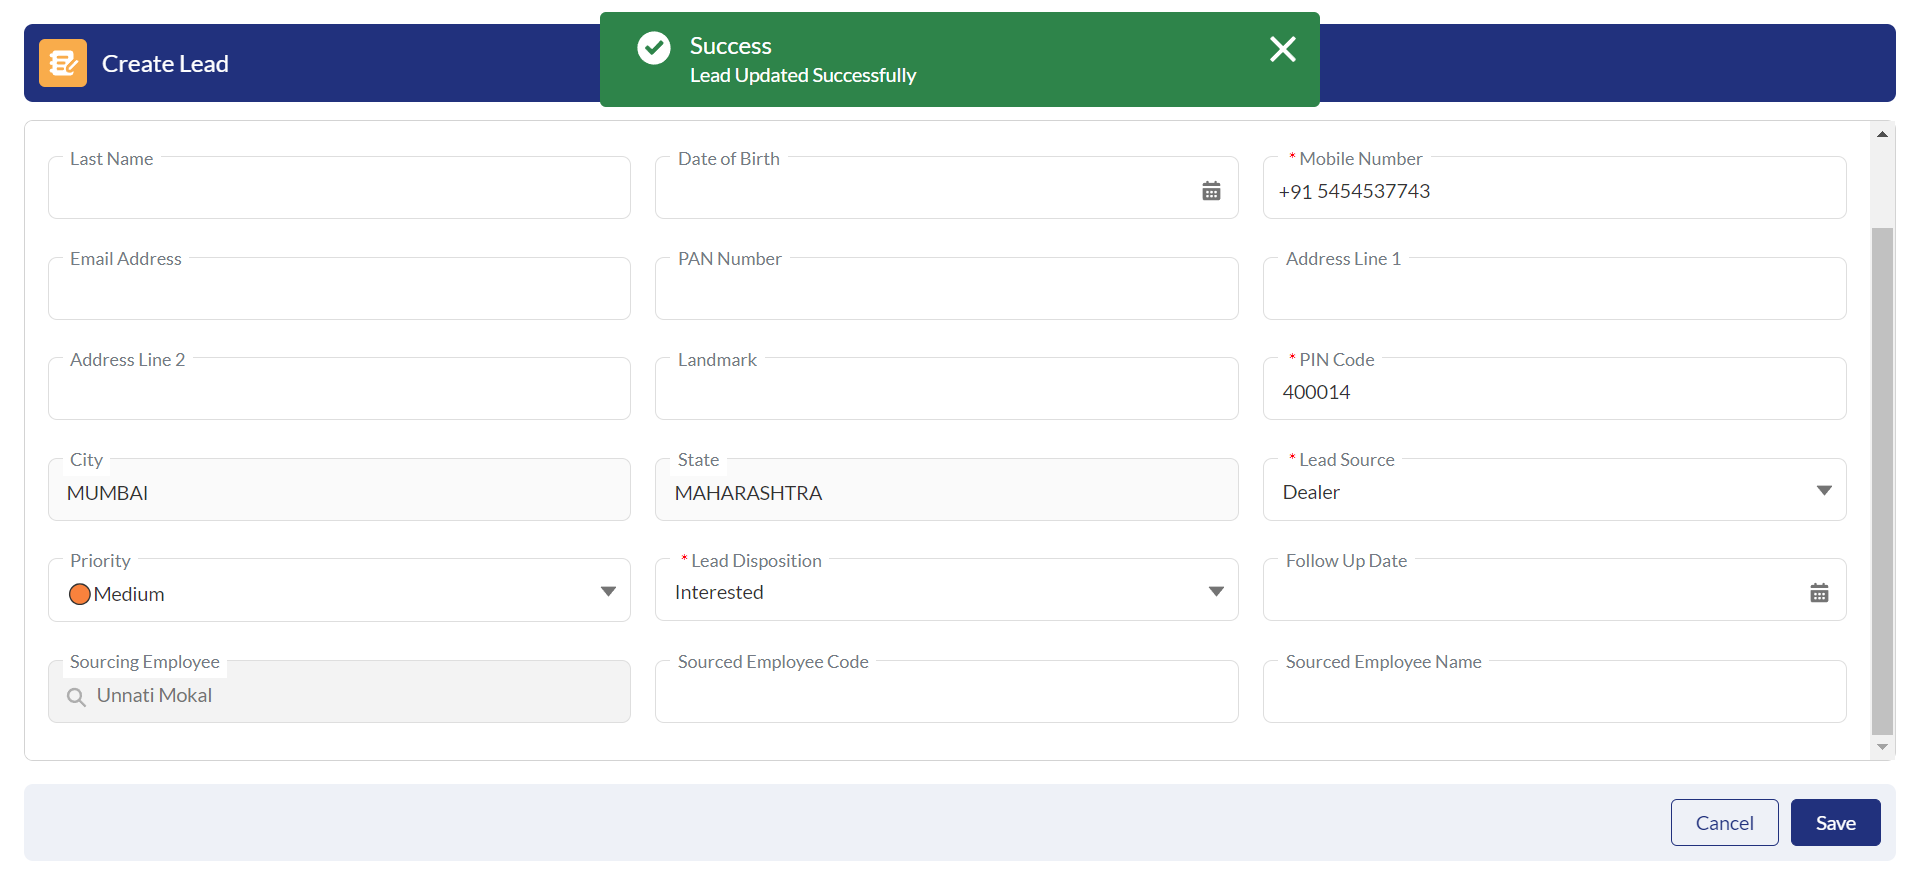 Create Lead
Success
Lead Updated Successfully
Last Name
Date of Birth
* Mobile Number
+91 5454537743
Email Address
PAN Number
Address Line 1
Address Line 2
Landmark
* PIN Code
400014
City
MUMBAI
State
MAHARASHTRA
* Lead Source
Dealer
Priority
Medium
* Lead Disposition
Interested
Follow Up Date
Sourcing Employee
Unnati Mokal
Sourced Employee Code
Sourced Employee Name
Cancel
Save